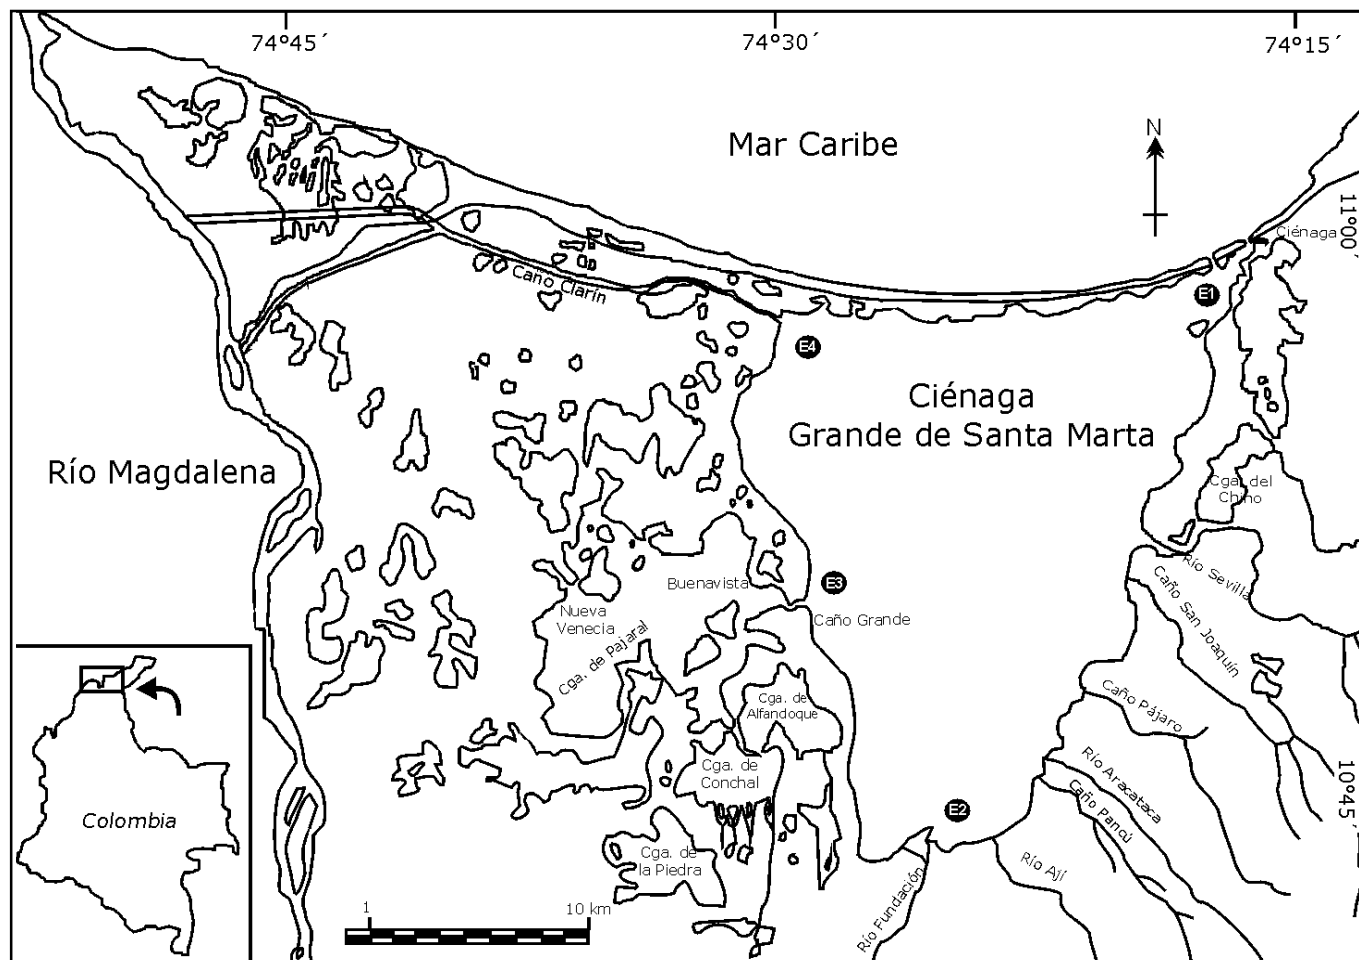 74°45´
74°30´
74°15´
Mar Caribe
N
11°00´
Ciénaga
Caño Clarín
E1
E4
Ciénaga
Grande de Santa Marta
Río Magdalena
Cga. del
Chino
Río Sevilla
Buenavista
E3
Caño San Joaquín
Nueva
Venecia
Caño Grande
Cga. de Pajaral
Cga. de
Alfandoque
Caño Pájaro
Cga. de
Conchal
Río Aracataca
10°45´
Caño Pancú
Colombia
E2
Cga. de
la Piedra
Río Ají
Río Fundación
1
10 km